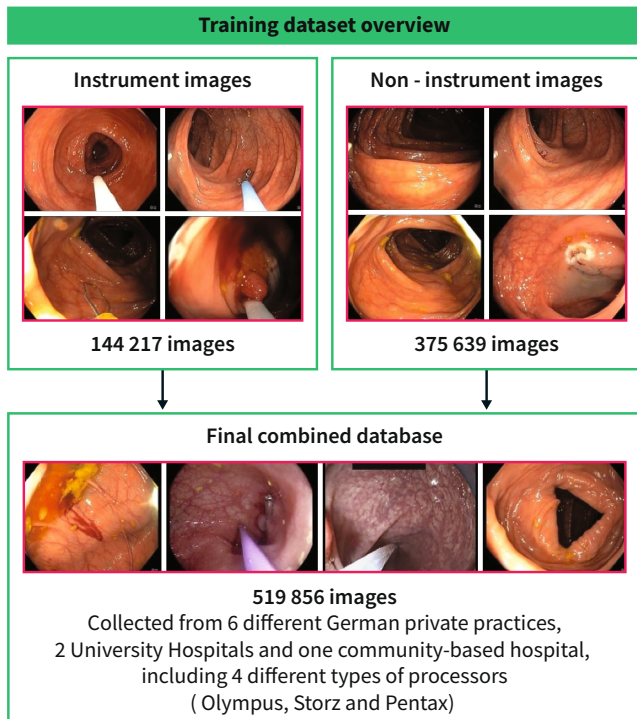 Training dataset overview
Instrument images
Non - instrument images
144 217 images
375 639 images
Final combined database
519 856 images
Collected from 6 different German private practices,
2 University Hospitals and one community-based hospital,
including 4 different types of processors
( Olympus, Storz and Pentax)